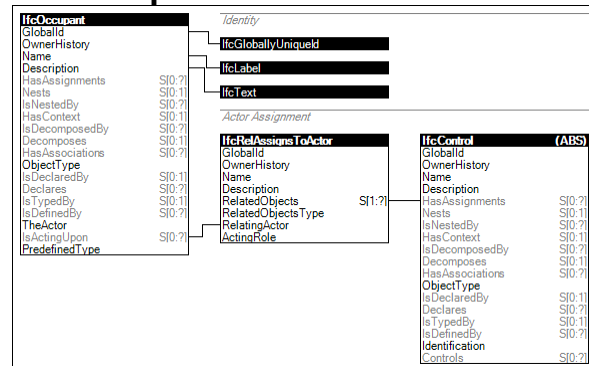 IfcOccupant
GlobalId
OwnerHistory
Name
Description
HasAssignments S[0:?]
Nests S[0:1]
IsNestedBy S[0:?]
HasContext S[0:1]
IsDecomposedBy S[0:?]
Decomposes S[0:1]
HasAssociations S[0:?]
ObjectType
IsDeclaredBy S[0:1]
Declares S[0:?]
IsTypedBy S[0:1]
IsDefinedBy S[0:?]
TheActor
IsActingUpon S[0:?]
PredefinedType
Identity
IfcGloballyUniqueId
IfcLabel
IfcText
Actor Assignment
IfcRelAssignsToActor
GlobalId
OwnerHistory
Name
Description
RelatedObjects S[1:?]
RelatedObjectsType
RelatingActor
ActingRole
IfcControl (ABS)
GlobalId
OwnerHistory
Name
Description
HasAssignments S[0:?]
Nests S[0:1]
IsNestedBy S[0:?]
HasContext S[0:1]
IsDecomposedBy S[0:?]
Decomposes S[0:1]
HasAssociations S[0:?]
ObjectType
IsDeclaredBy S[0:1]
Declares S[0:?]
IsTypedBy S[0:1]
IsDefinedBy S[0:?]
Identification
Controls S[0:?]